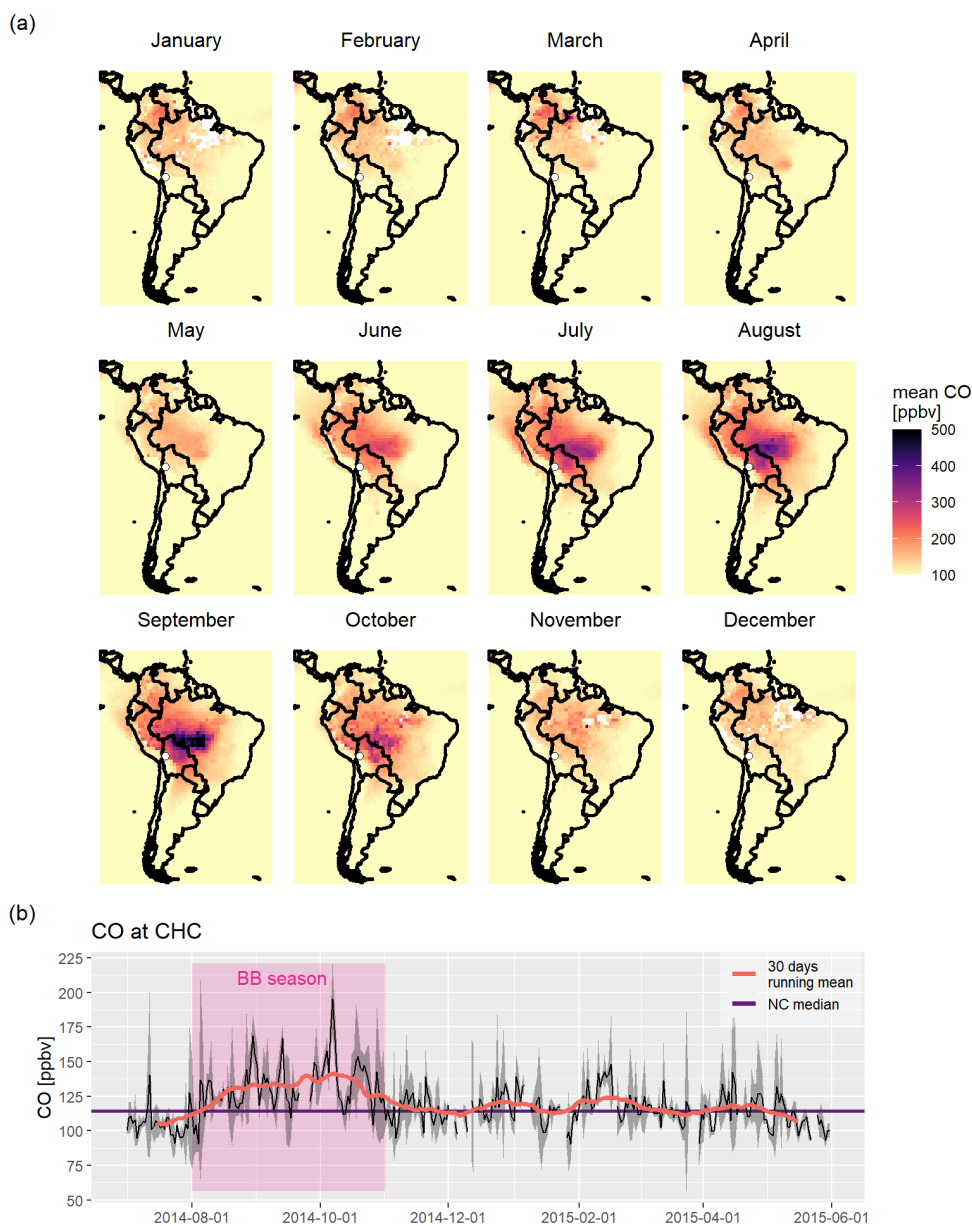 (a)
January
February
March
April
May
June
July
August
mean CO
[ppbv]
500
400
300
200
100
September
October
November
December
(b)
CO at CHC
CO [ppbv]
225
200
175
150
125
100
75
50
BB season
30 days
running mean
NC median
2014-08-01
2014-10-01
2014-12-01
2015-02-01
2015-04-01
2015-06-01